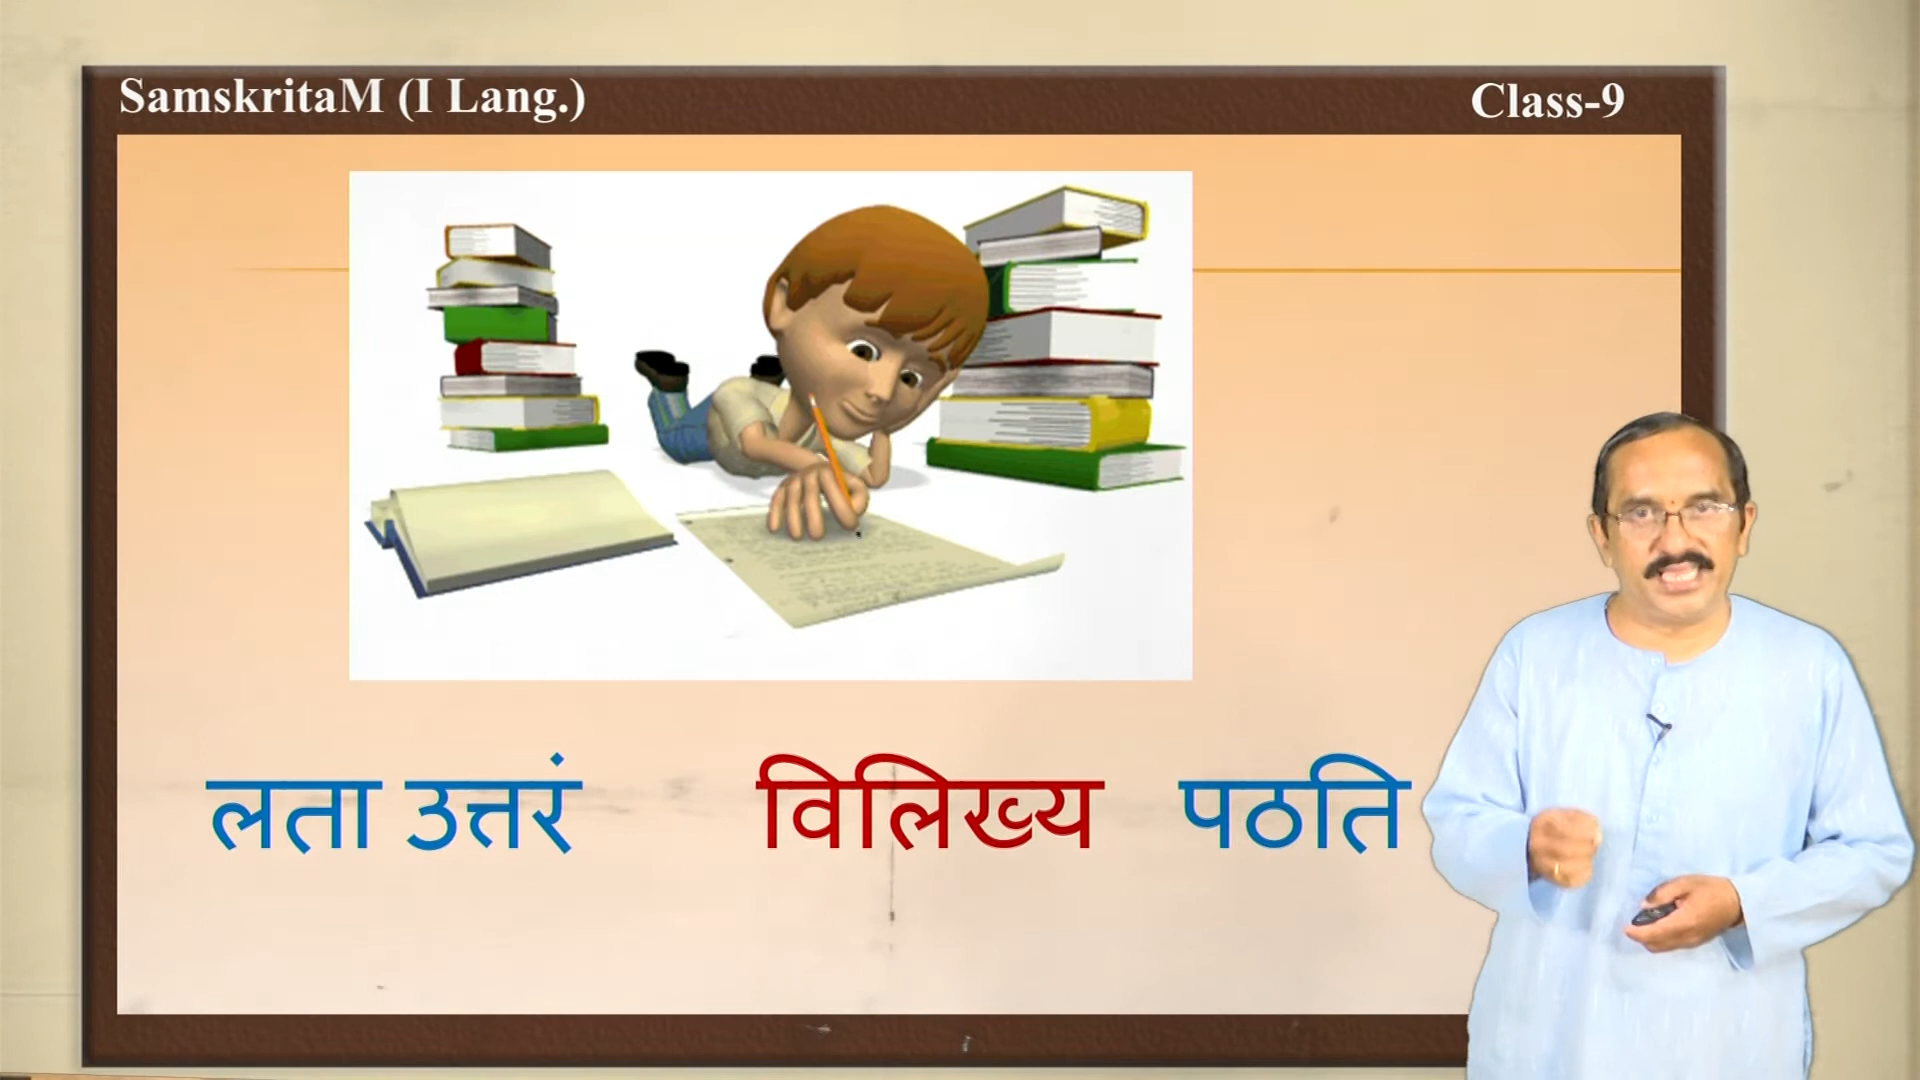 SamskritaM (I Lang.) Class-9
लता उत्तरं विलिख्य पठति